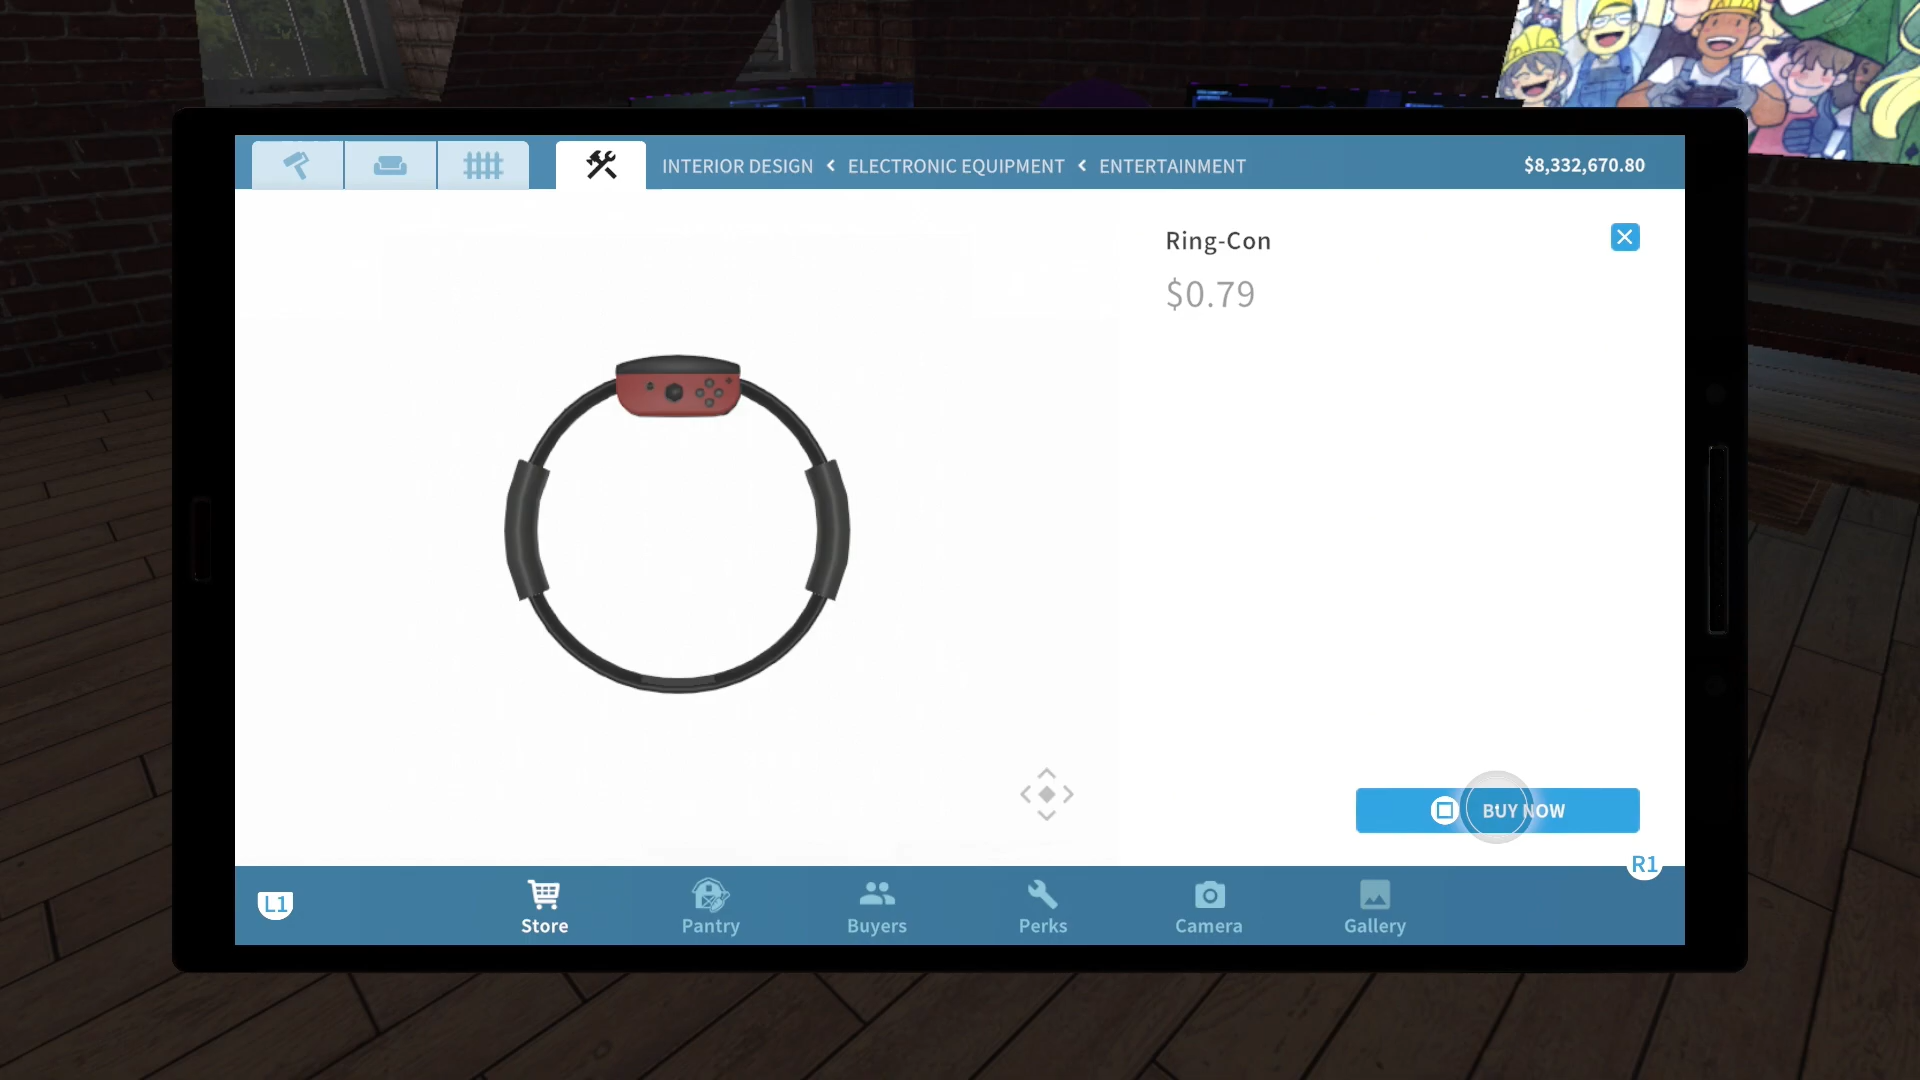 INTERIOR DESIGN < ELECTRONIC EQUIPMENT < ENTERTAINMENT
$8,332,670.80
Ring-Con
$0.79
BUY NOW
R1
L1
Store
Pantry
Buyers
Perks
Camera
Gallery